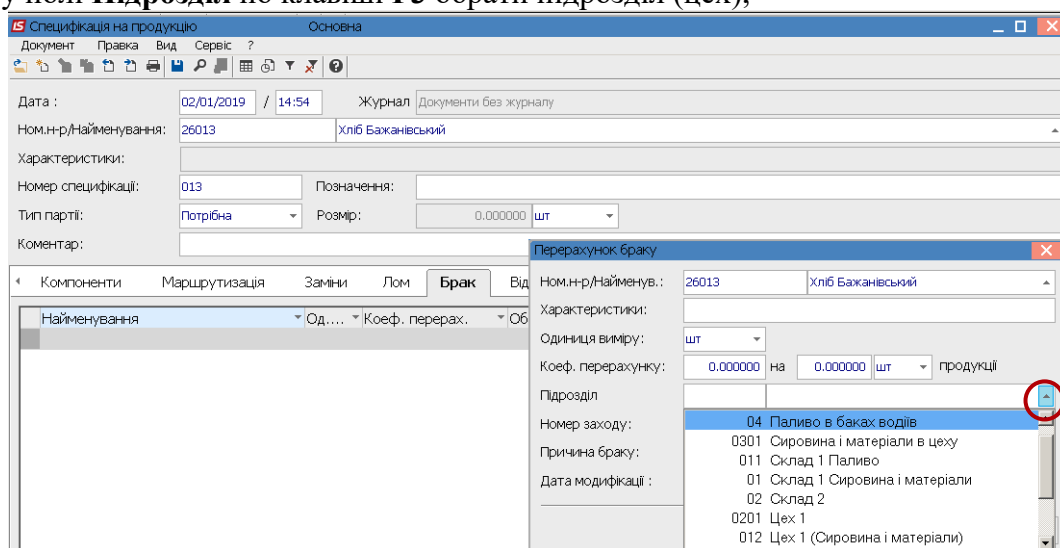 у полі Підрозділ по клавіші F3 обрати підрозділ (цех);
Специфікація на продукцію Основна
Документ Правка Вид Сервіс ?
Дата : 02/01/2019 / 14:54 Журнал Документи без журналу
Ном.н-р/Найменування: 26013 Хліб Бажанівський
Характеристики:
Номер специфікації: 013 Позначення:
Тип партії: Потрібна Розмір: 0.000000 шт
Коментар:
Компоненти Маршрутизація Заміни Лом Брак Від
Найменування Од.... Коеф. перерах. Об
Перерахунок браку
Ном.н-р/Найменув.: 26013 Хліб Бажанівський
Характеристики:
Одиниця виміру: шт
Коеф. перерахунку: 0.000000 на 0.000000 шт продукції
Підрозділ
Номер заходу:
Причина браку:
Дата модифікації :
04 Паливо в баках водіїв
0301 Сировина і матеріали в цеху
011 Склад 1 Паливо
01 Склад 1 Сировина і матеріали
02 Склад 2
0201 Цех 1
012 Цех 1 (Сировина і матеріали)